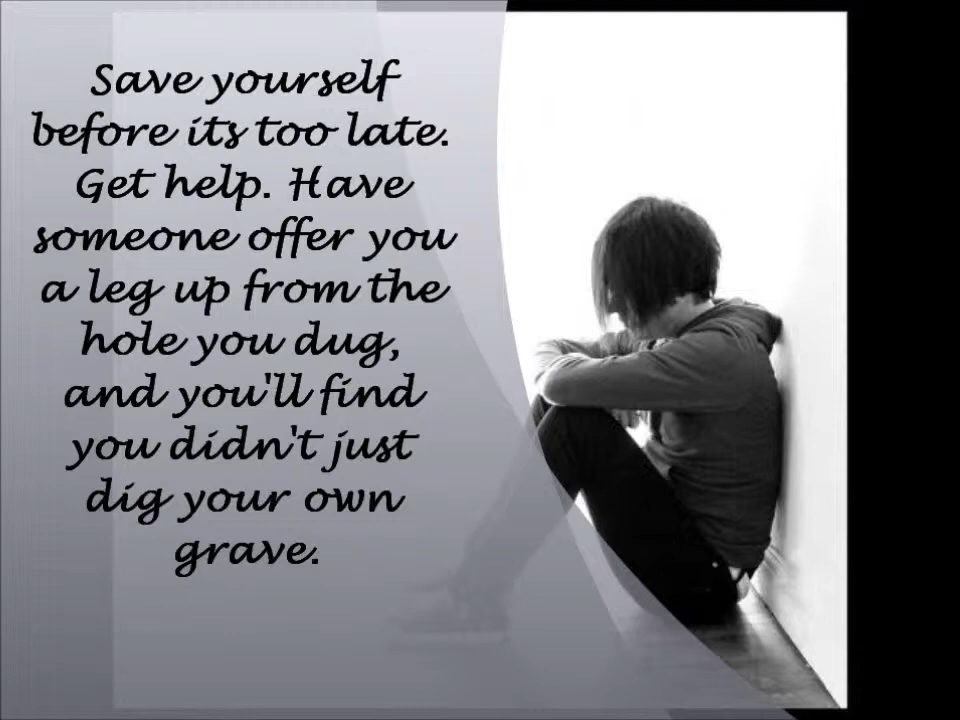 Save yourself
before its too late.
Get help. Have
someone offer you
a leg up from the
hole you dug,
and you'll find
you didn't just
dig your own
grave.